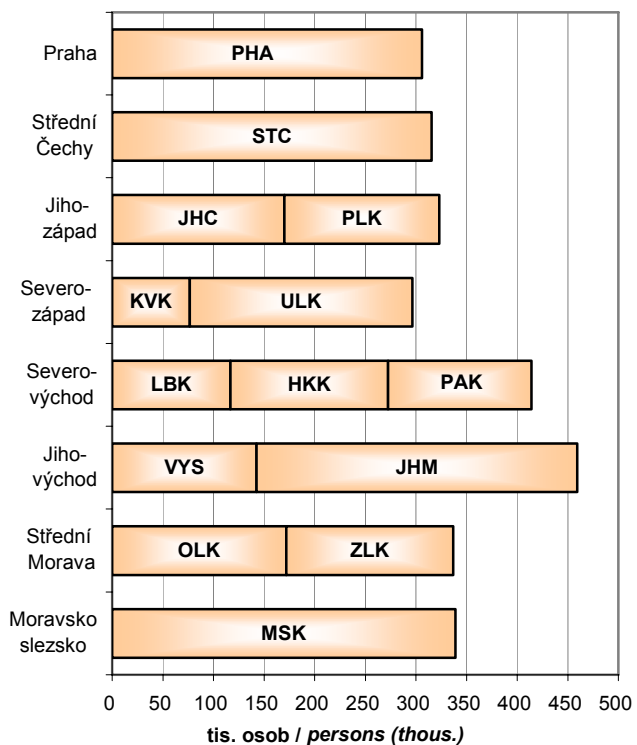 Praha
PHA
Střední
Čechy
STC
Jiho-
západ
JHC PLK
Severo-
západ
KVK ULK
Severo-
východ
LBK HKK PAK
Jiho-
východ
VYS JHM
Střední
Morava
OLK ZLK
Moravsko
slezsko
MSK
0 50 100 150 200 250 300 350 400 450 500
tis. osob / persons (thous.)